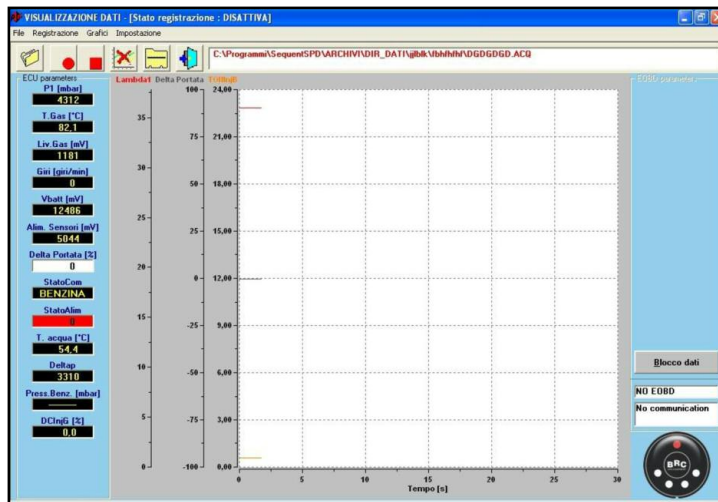 VISUALIZZAZIONE DATI - [Stato registrazione : DISATTIVA]
File Registrazione Grafici Impostazione
C:\Programmi\SequentSPD\ARCHIVI\DIR_DATI\jjlblk\fbhfhfhf\DGDGDGD.ACQ
ECU parameters
P1 [mbar]
4312
T.Gas [°C]
82,1
Liv.Gas [mV]
1181
Giri [giri/min]
0
Vbatt [mV]
12486
Alim. Sensori [mV]
5044
Delta Portata [%]
0
StatoCom
BENZINA
StatoAlim
0
T. acqua [°C]
54,4
Deltap
3310
Press.Benz. [mbar]
DCInjG [%]
0,0
Lambda1 Delta Portata
100 24,00
35
75 21,00
30
50 18,00
25
25 15,00
20
0 12,00
15
-25 9,00
10
-50 6,00
5
-75 3,00
0 -100 0,00
0 5 10 15 20 25 30
Tempo [s]
EOBD parameters
Blocco dati
NO EOBD
No communication
BRC